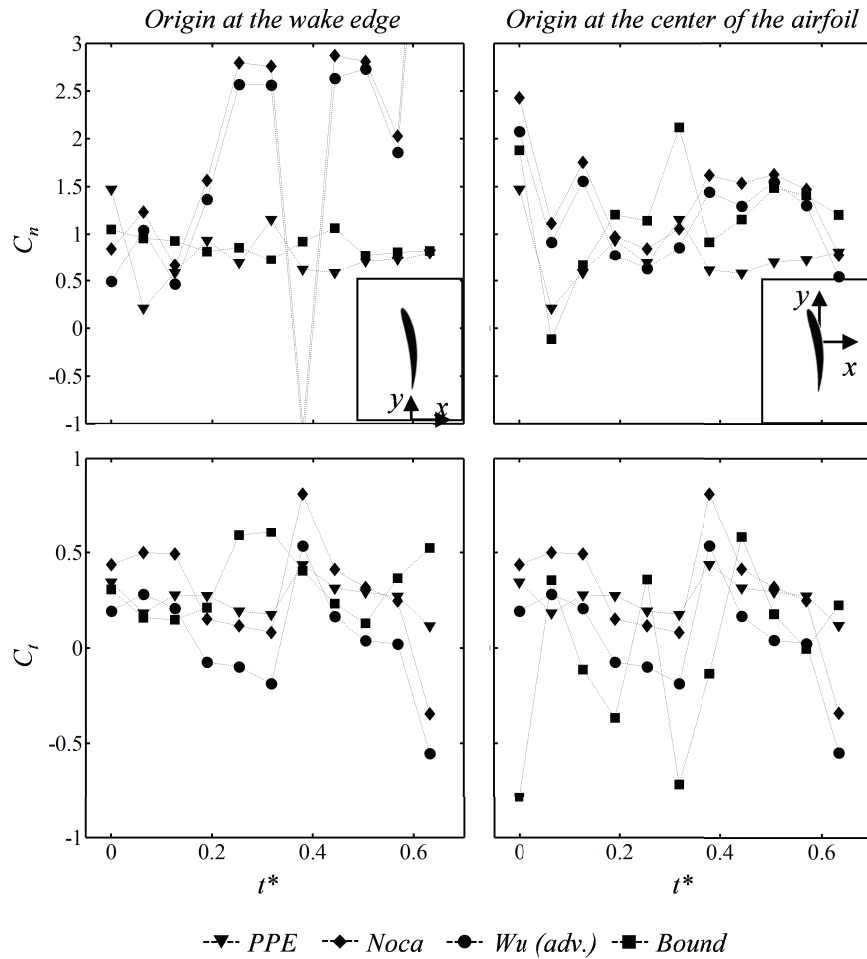 Origin at the wake edge
Origin at the center of the airfoil
3
2.5
2
1.5
1
0.5
0
-0.5
-1
C_n
y
x
y
x
1
0.5
0
-0.5
-1
C_t
0 0.2 0.4 0.6
0 0.2 0.4 0.6
t*
t*
PPE Noca Wu (adv.) Bound